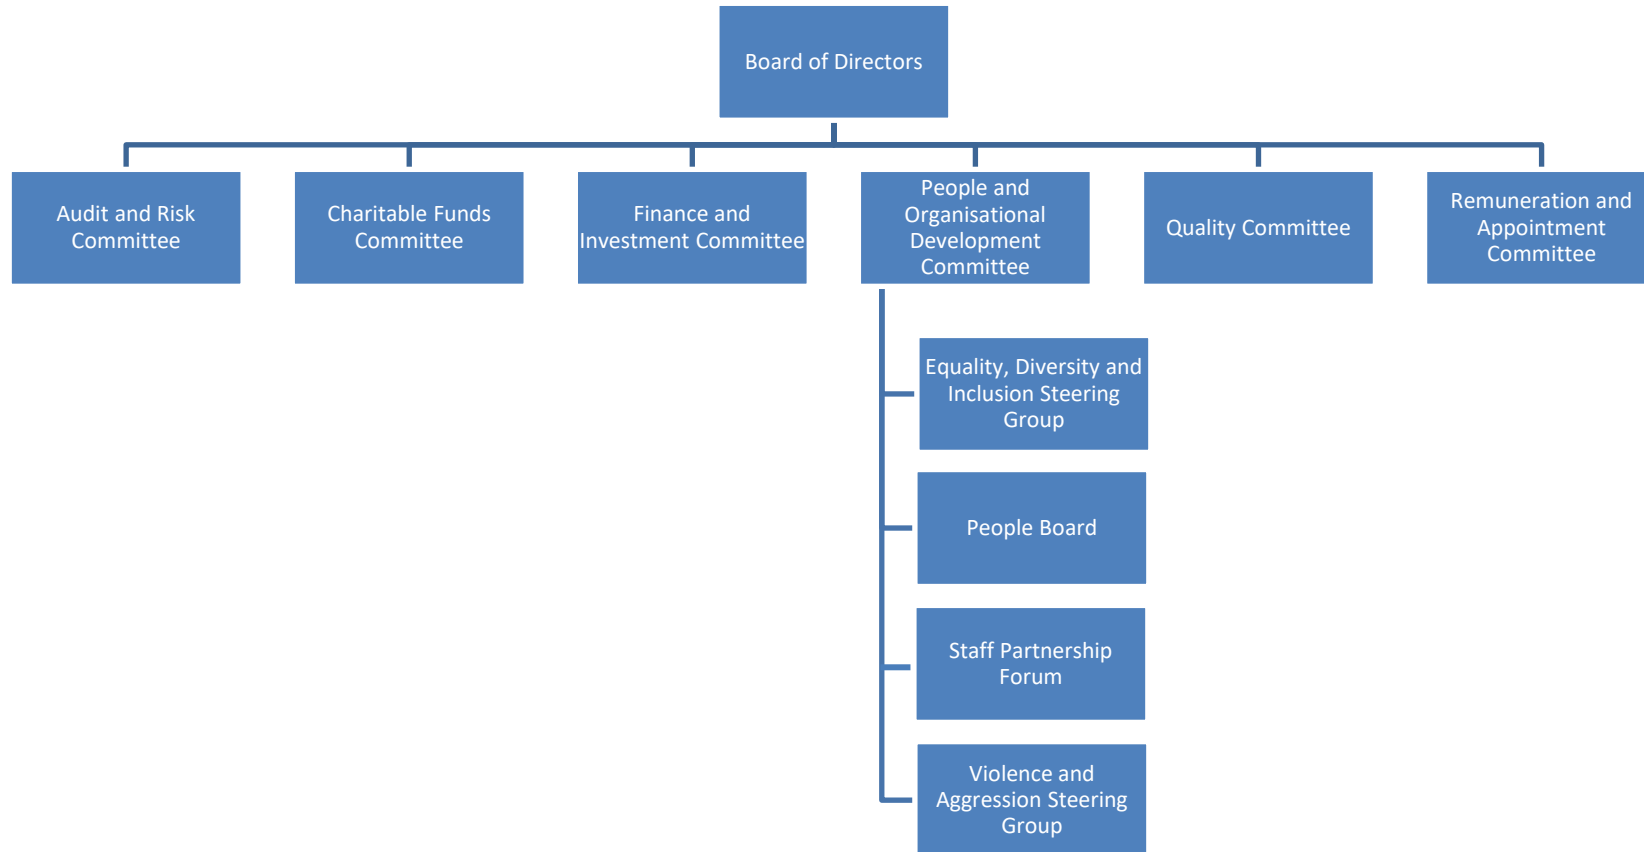 Board of Directors
Audit and Risk
Committee
Charitable Funds
Committee
Finance and
Investment Committee
People and
Organisational
Development
Committee
Quality Committee
Remuneration and
Appointment
Committee
Equality, Diversity and
Inclusion Steering
Group
People Board
Staff Partnership
Forum
Violence and
Aggression Steering
Group